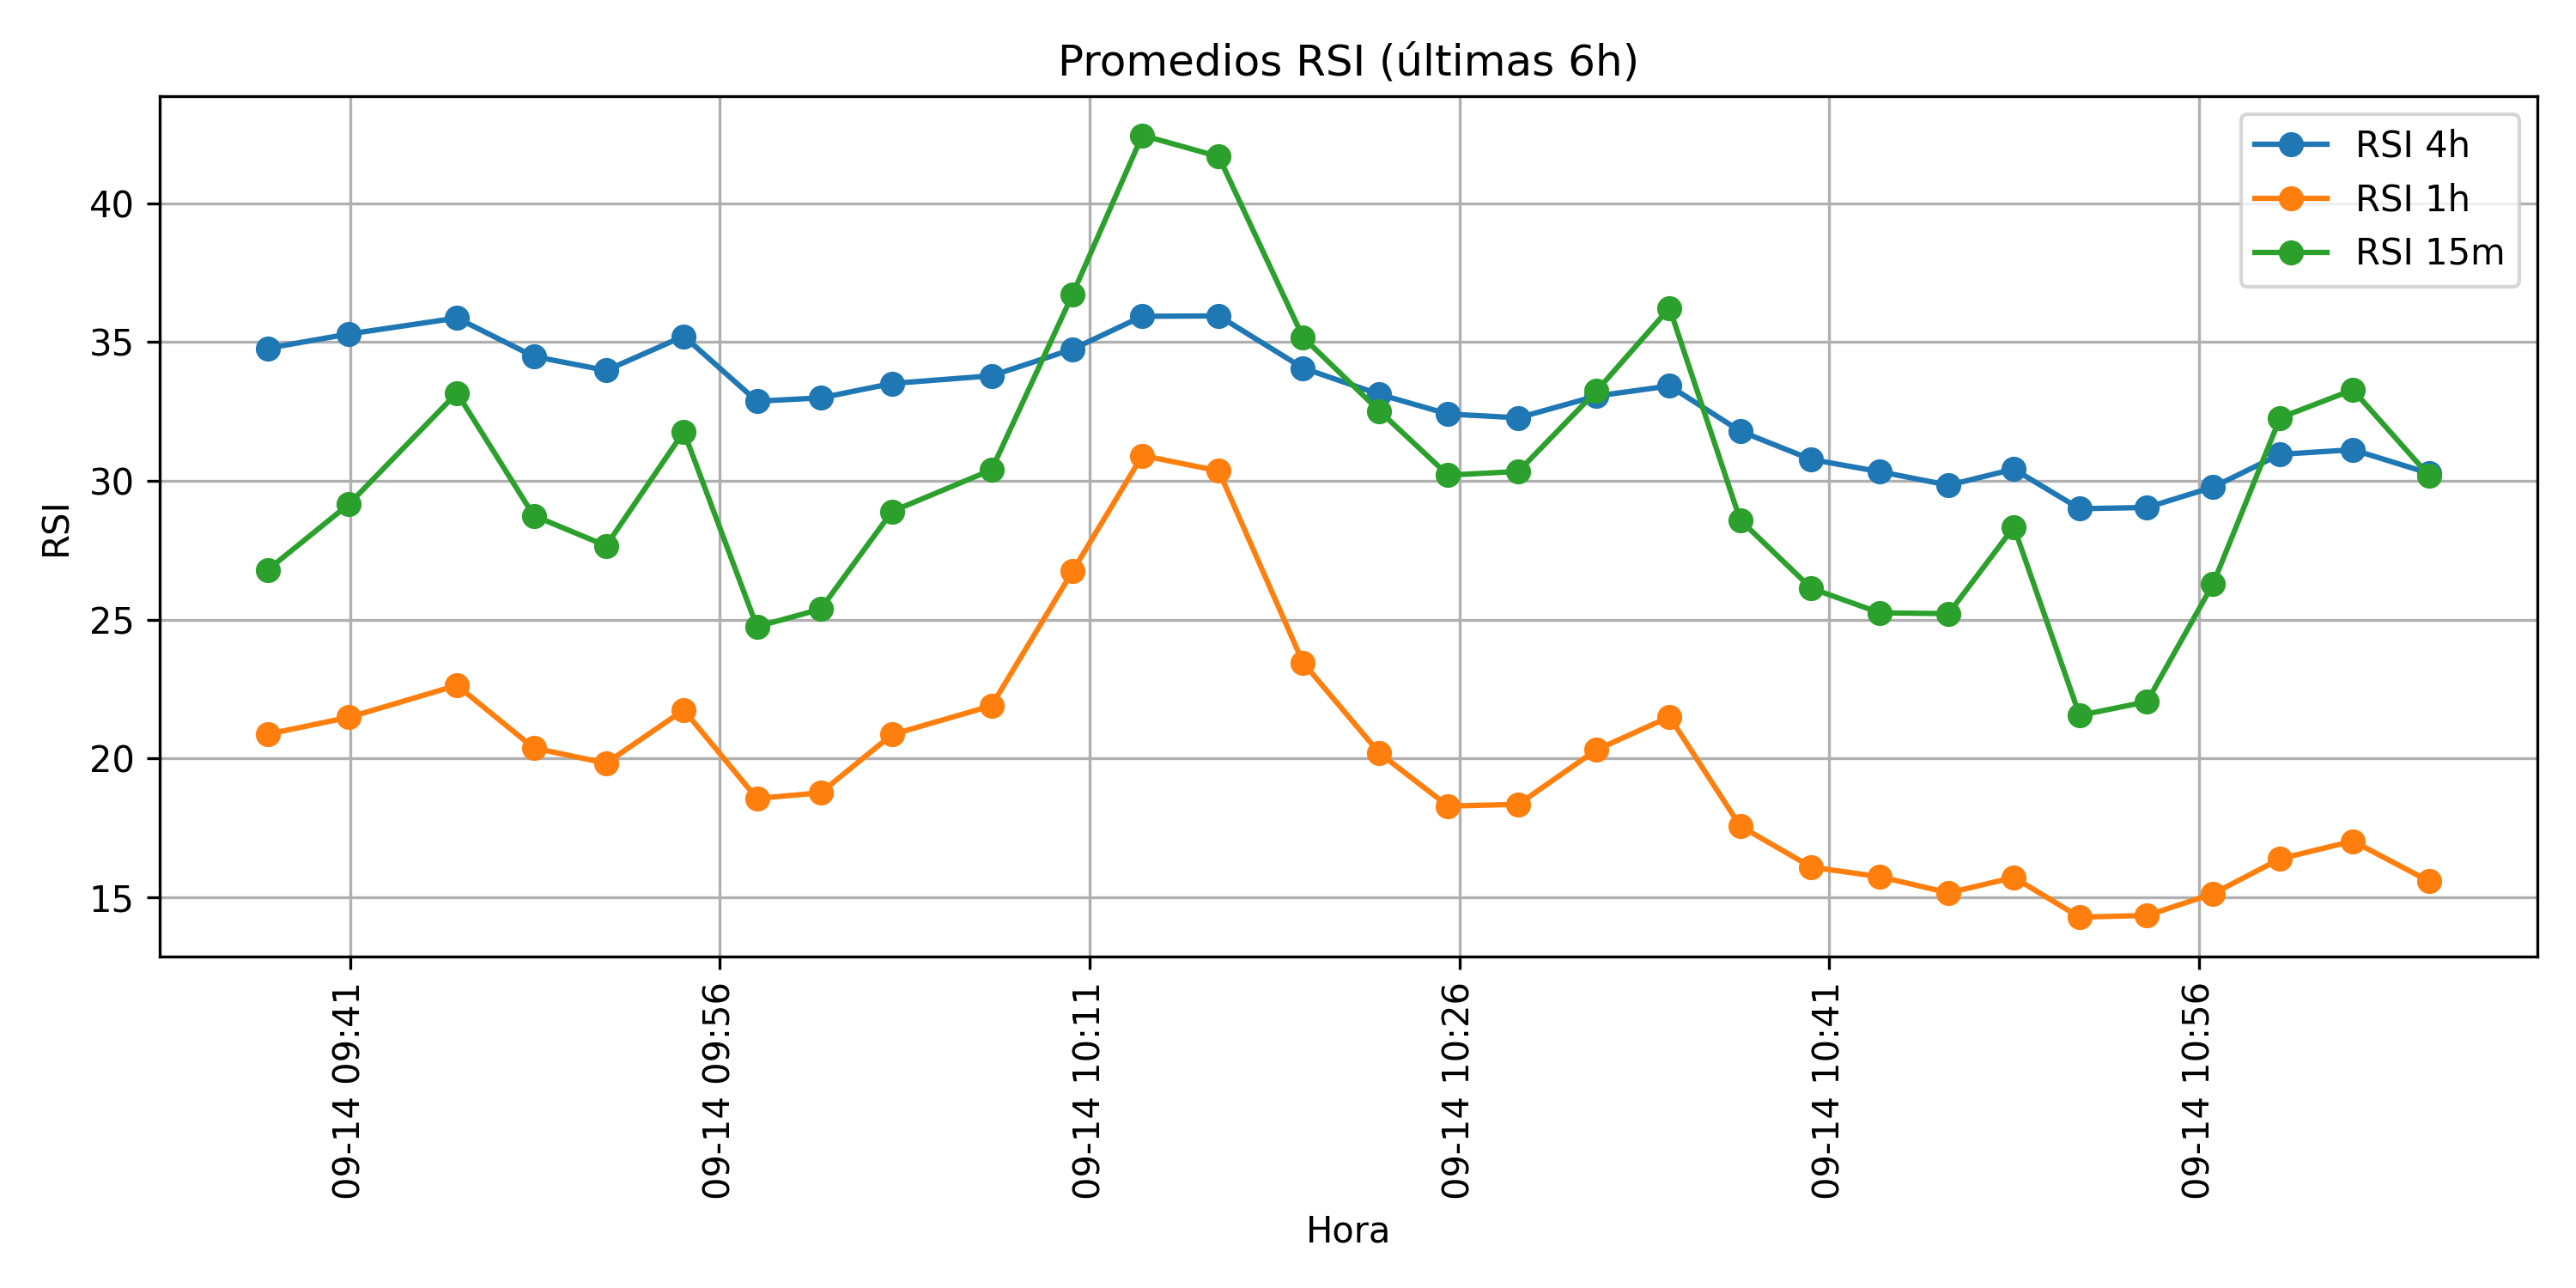 Promedios RSI (últimas 6h)
RSI 4h
RSI 1h
RSI 15m
RSI
40
35
30
25
20
15
09-14 09:41
09-14 09:56
09-14 10:11
09-14 10:26
09-14 10:41
09-14 10:56
Hora